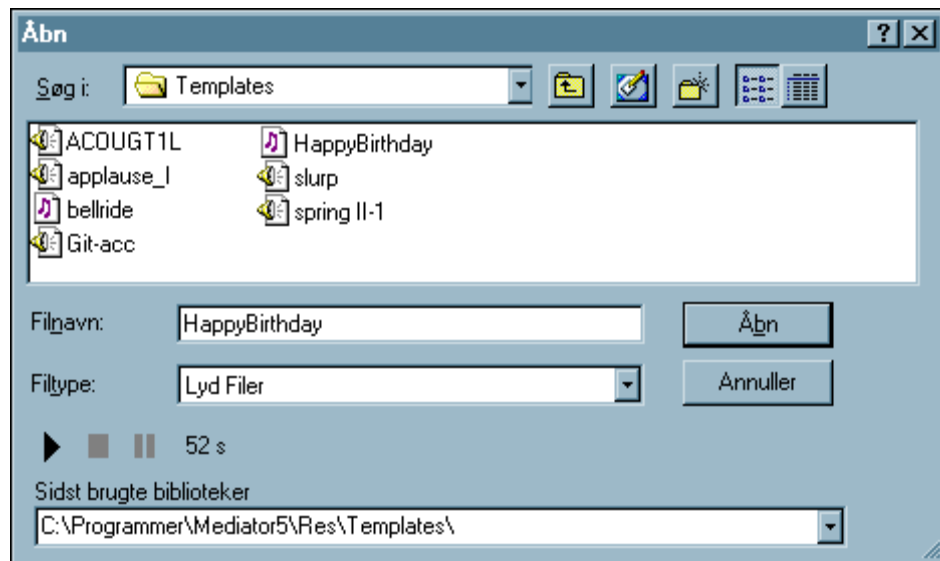 Åbn
Søg i: Templates
ACOUGT1L
applause_l
bellride
Git-acc
HappyBirthday
slurp
spring II-1
Filnavn: HappyBirthday Åbn
Filtype: Lyd Filer Annuller
52 s
Sidst brugte biblioteker
C:\Programmer\Mediator5\Res\Templates\